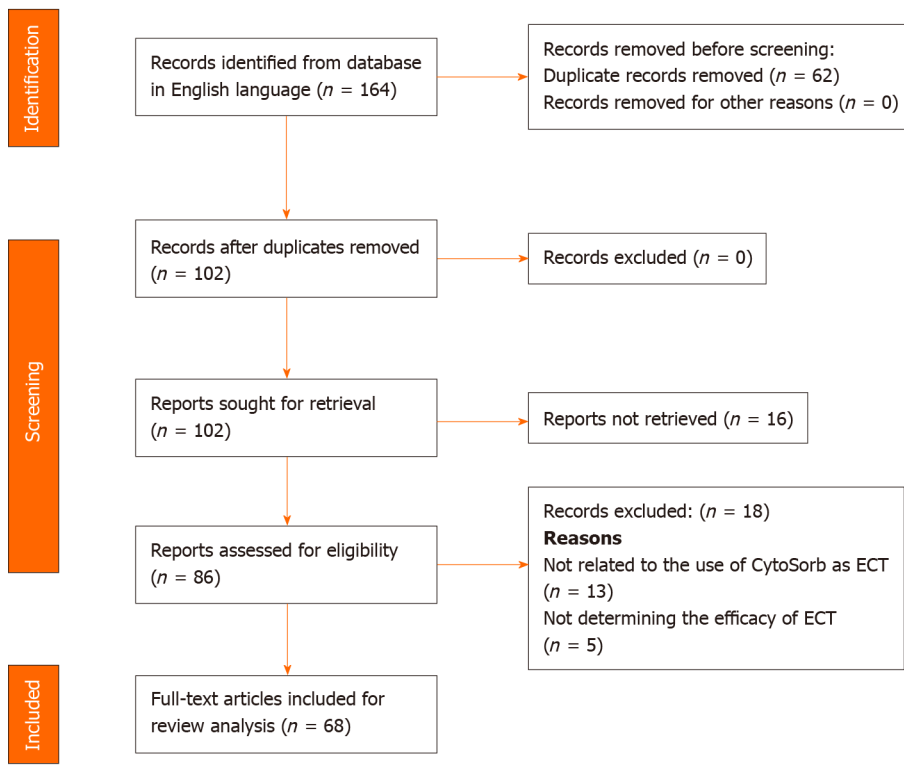 Identification
Records identified from database
in English language (n = 164)
Records removed before screening:
Duplicate records removed (n = 62)
Records removed for other reasons (n = 0)
Screening
Records after duplicates removed
(n = 102)
Records excluded (n = 0)
Reports sought for retrieval
(n = 102)
Reports not retrieved (n = 16)
Reports assessed for eligibility
(n = 86)
Records excluded: (n = 18)
Reasons
Not related to the use of CytoSorb as ECT
(n = 13)
Not determining the efficacy of ECT
(n = 5)
Included
Full-text articles included for
review analysis (n = 68)